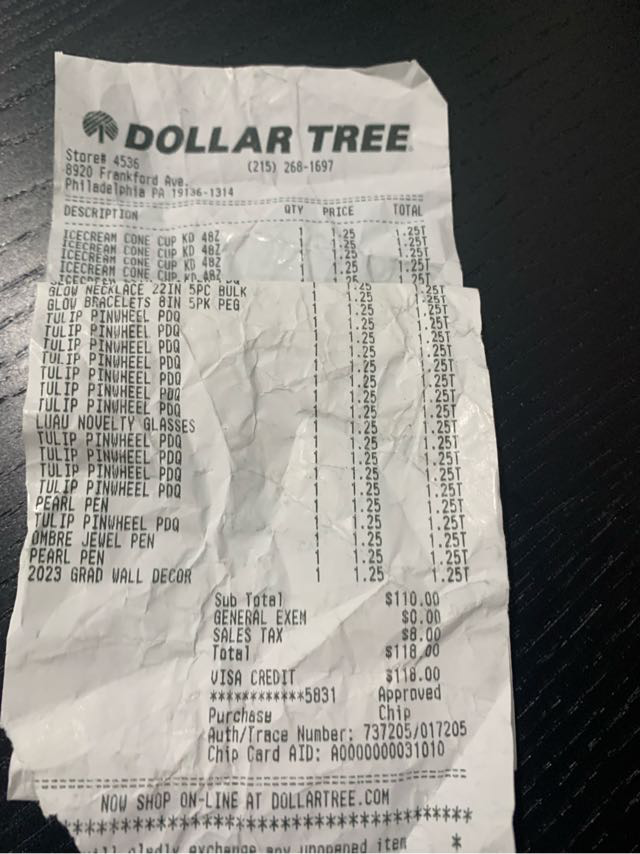 DOLLAR TREE
Store# 4536 (215) 268-1697
8920 Frankford Ave.
Philadelphia PA 19136-1314
DESCRIPTION QTY PRICE TOTAL
ICECREAM CONE CUP KD 48Z 1 1.25 1.25T
ICECREAM CONE CUP KD 48Z 1 1.25 1.25T
ICECREAM CONE CUP KD 48Z 1 1.25 1.25T
ICECREAM CONE CUP KD 48Z 1 1.25 1.25T
GLOW NECKLACE 22IN 5PC BULK 1 1.25 1.25T
GLOW BRACELETS 8IN 5PK PEG 1 1.25 1.25T
TULIP PINWHEEL PDQ 1 1.25 1.25T
TULIP PINWHEEL PDQ 1 1.25 1.25T
TULIP PINWHEEL PDQ 1 1.25 1.25T
TULIP PINWHEEL PDQ 1 1.25 1.25T
TULIP PINWHEEL PDQ 1 1.25 1.25T
TULIP PINWHEEL PDQ 1 1.25 1.25T
TULIP PINWHEEL PDQ 1 1.25 1.25T
LUAU NOVELTY GLASSES 1 1.25 1.25T
TULIP PINWHEEL PDQ 1 1.25 1.25T
TULIP PINWHEEL PDQ 1 1.25 1.25T
TULIP PINWHEEL PDQ 1 1.25 1.25T
TULIP PINWHEEL PDQ 1 1.25 1.25T
PEARL PEN 1 1.25 1.25T
TULIP PINWHEEL PDQ 1 1.25 1.25T
OMBRE JEWEL PEN 1 1.25 1.25T
PEARL PEN 1 1.25 1.25T
2023 GRAD WALL DECOR 1 1.25 1.25T
Sub Total $110.00
GENERAL EXEM $0.00
SALES TAX $8.00
Total $118.00
VISA CREDIT $118.00
************5831 Approved
Purchase Chip
Auth/Trace Number: 737205/017205
Chip Card AID: A0000000031010
NOW SHOP ON-LINE AT DOLLARTREE.COM
gladly exchange any unopened item *